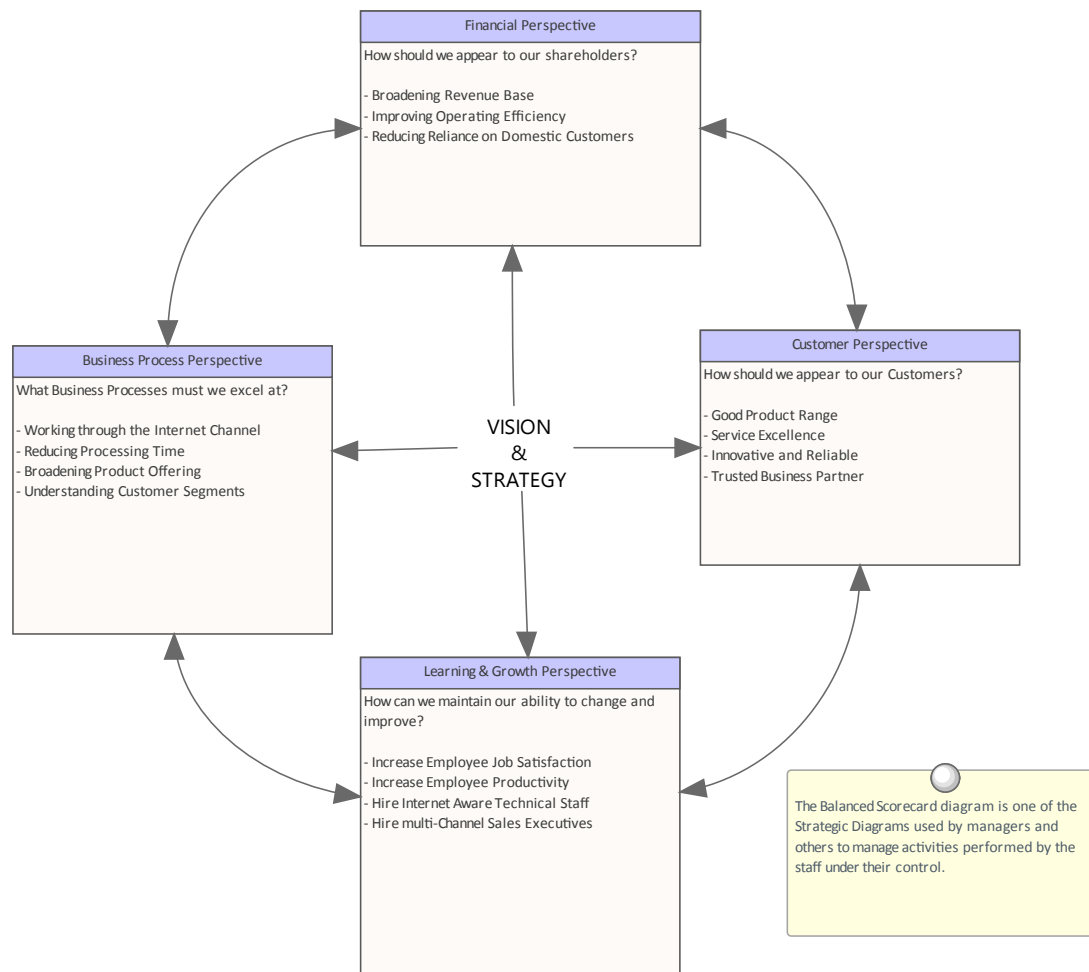 Financial Perspective
How should we appear to our shareholders?
- Broadening Revenue Base
- Improving Operating Efficiency
- Reducing Reliance on Domestic Customers
Business Process Perspective
What Business Processes must we excel at?
- Working through the Internet Channel
- Reducing Processing Time
- Broadening Product Offering
- Understanding Customer Segments
VISION
&
STRATEGY
Customer Perspective
How should we appear to our Customers?
- Good Product Range
- Service Excellence
- Innovative and Reliable
- Trusted Business Partner
Learning & Growth Perspective
How can we maintain our ability to change and
improve?
- Increase Employee Job Satisfaction
- Increase Employee Productivity
- Hire Internet Aware Technical Staff
- Hire multi-Channel Sales Executives
The Balanced Scorecard diagram is one of the
Strategic Diagrams used by managers and
others to manage activities performed by the
staff under their control.